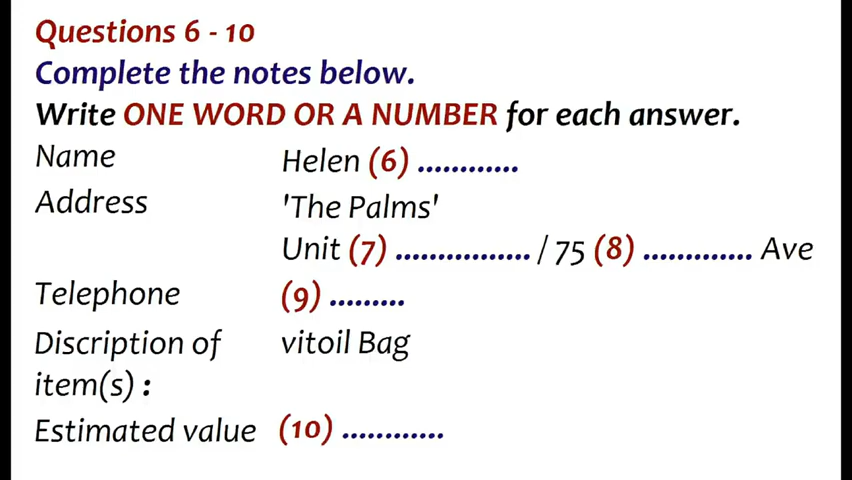 Questions 6 - 10
Complete the notes below.
Write ONE WORD OR A NUMBER for each answer.
Name Helen (6) ............
Address 'The Palms'
Unit (7) ................ / 75 (8) ............. Ave
Telephone (9) .........
Discription of vitoil Bag
item(s) :
Estimated value (10) ............